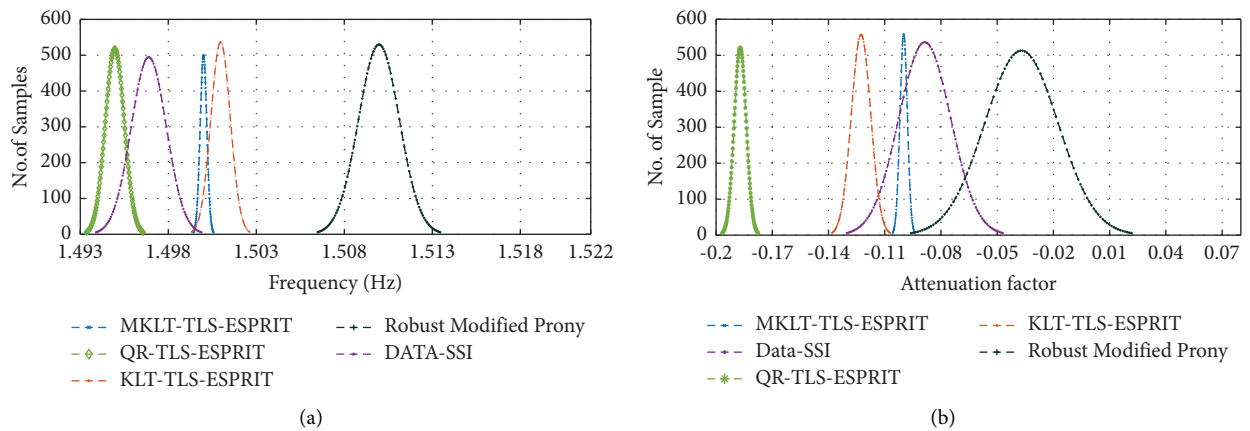 600
500
400
300
200
100
0
No.of Samples
1.493 1.498 1.503 1.508 1.513 1.518 1.522
Frequency (Hz)
MKLT-TLS-ESPRIT
QR-TLS-ESPRIT
KLT-TLS-ESPRIT
Robust Modified Prony
DATA-SSI
(a)
600
500
400
300
200
100
0
No. of Sample
-0.2 -0.17 -0.14 -0.11 -0.08 -0.05 -0.02 0.01 0.04 0.07
Attenuation factor
MKLT-TLS-ESPRIT
Data-SSI
QR-TLS-ESPRIT
KLT-TLS-ESPRIT
Robust Modified Prony
(b)